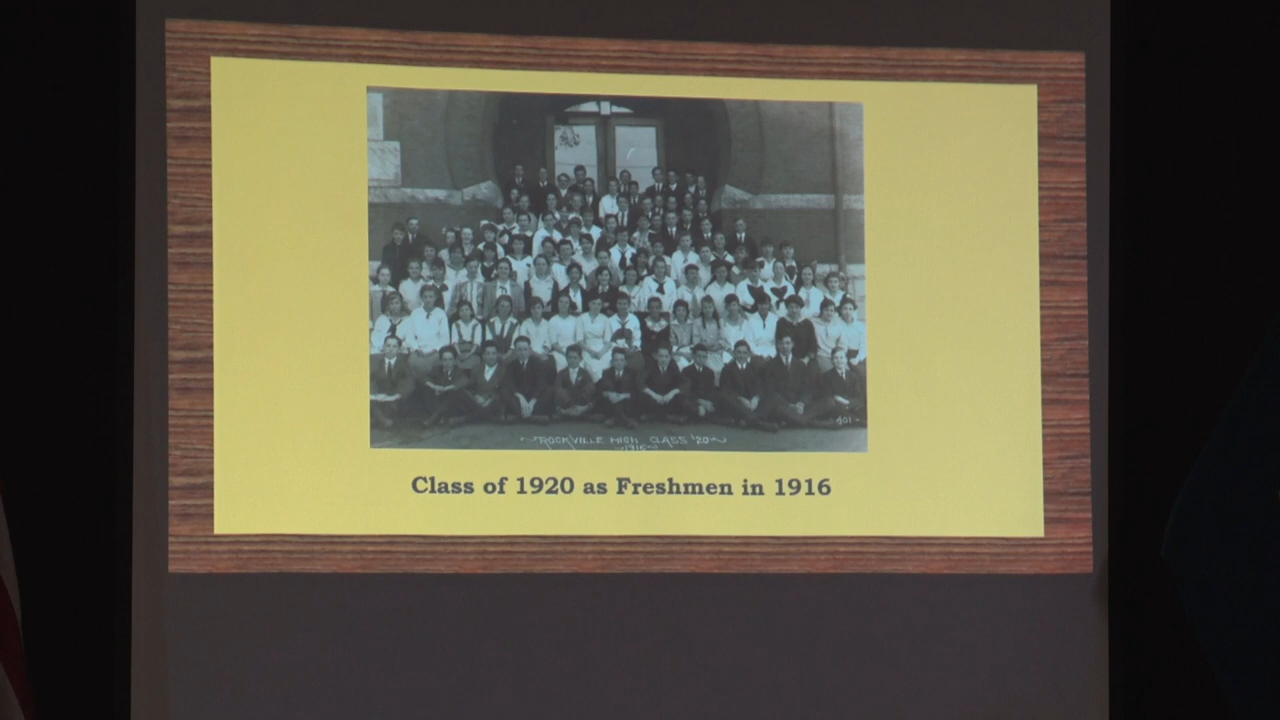 401-
ROCKVILLE HIGH CLASS '20
1916
Class of 1920 as Freshmen in 1916